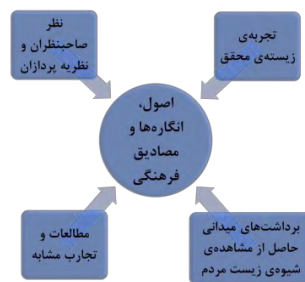 تجربه‌ی
زیسته‌ی محقق
نظر
صاحبنظران و
نظریه پردازان
اصول،
انگاره‌ها و
مصادیق
فرهنگی
برداشت‌های میدانی
حاصل از مشاهده‌ی
شیوه‌ی زیست مردم
مطالعات و
تجارب مشابه